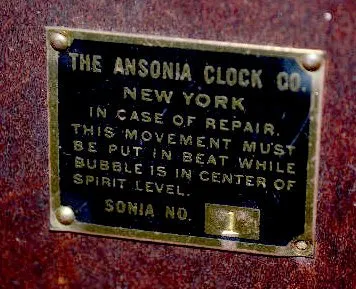 THE ANSONIA CLOCK CO.
NEW YORK
IN CASE OF REPAIR.
THIS MOVEMENT MUST
BE PUT IN BEAT WHILE
BUBBLE IS IN CENTER OF
SPIRIT LEVEL.
SONIA NO. 1